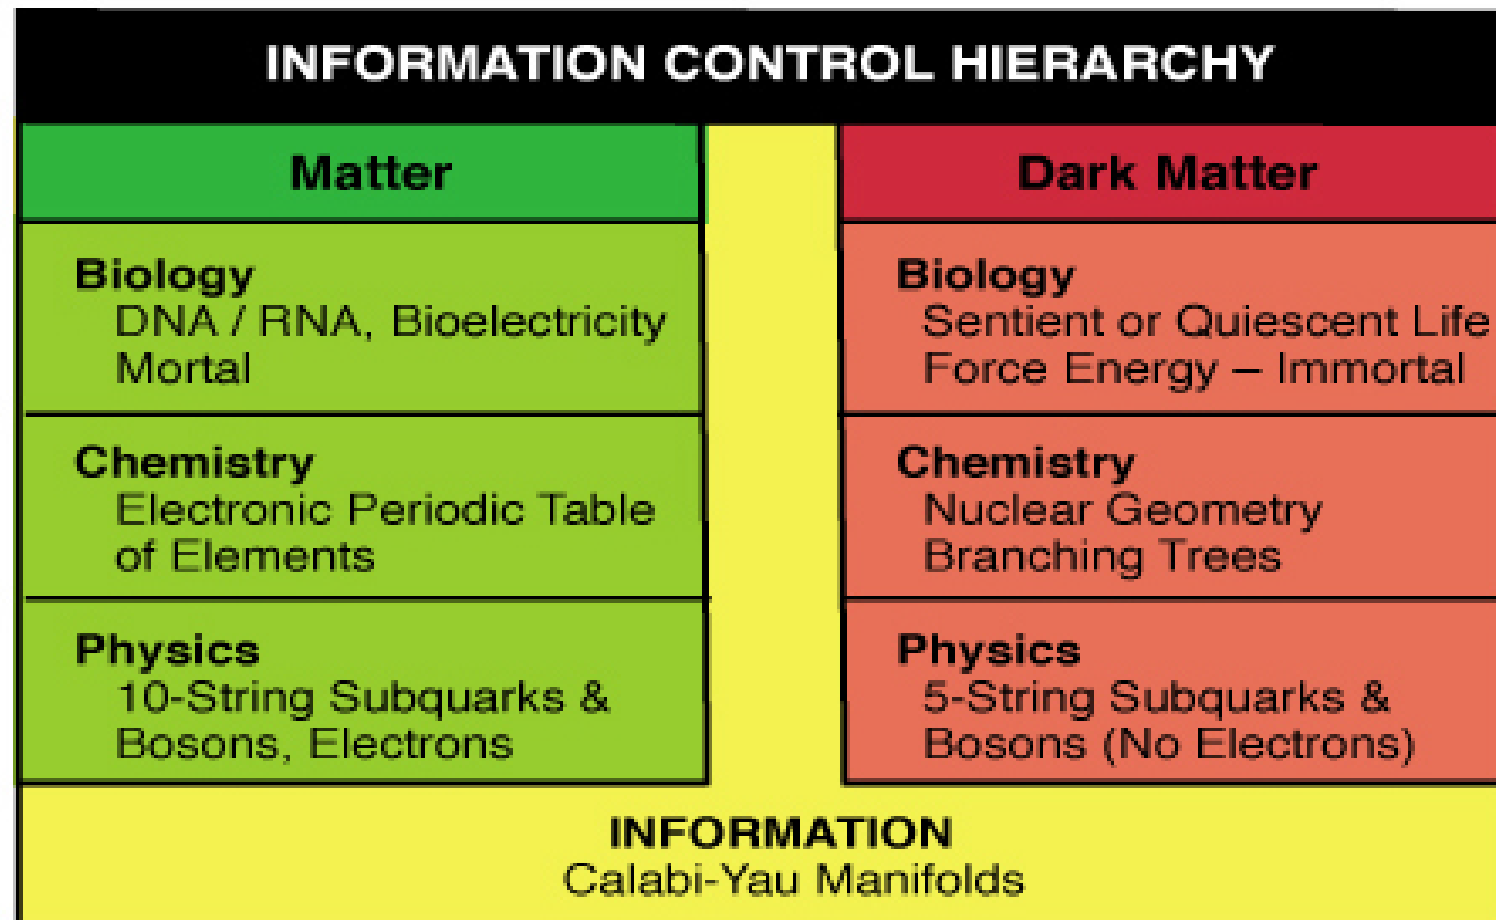 INFORMATION CONTROL HIERARCHY
Matter
Biology
DNA / RNA, Bioelectricity
Mortal
Chemistry
Electronic Periodic Table
of Elements
Physics
10-String Subquarks &
Bosons, Electrons
Dark Matter
Biology
Sentient or Quiescent Life
Force Energy – Immortal
Chemistry
Nuclear Geometry
Branching Trees
Physics
5-String Subquarks &
Bosons (No Electrons)
INFORMATION
Calabi-Yau Manifolds